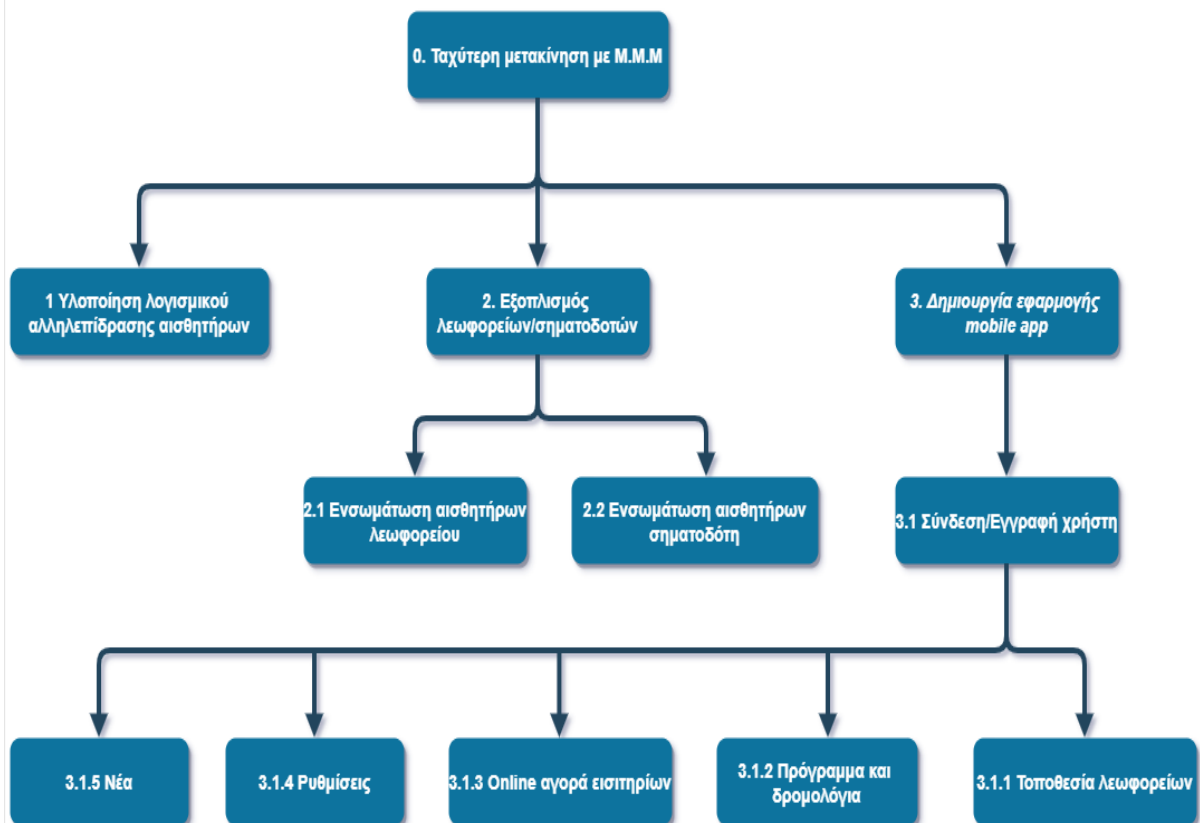 0. Ταχύτερη μετακίνηση με Μ.Μ.Μ
1 Υλοποίηση λογισμικού
αλληλεπίδρασης αισθητήρων
2. Εξοπλισμός
λεωφορείων/σηματοδοτών
3. Δημιουργία εφαρμογής
mobile app
2.1 Ενσωμάτωση αισθητήρων
λεωφορείου
2.2 Ενσωμάτωση αισθητήρων
σηματοδότη
3.1 Σύνδεση/Εγγραφή χρήστη
3.1.5 Νέα
3.1.4 Ρυθμίσεις
3.1.3 Online αγορά εισιτηρίων
3.1.2 Πρόγραμμα και
δρομολόγια
3.1.1 Τοποθεσία λεωφορείων